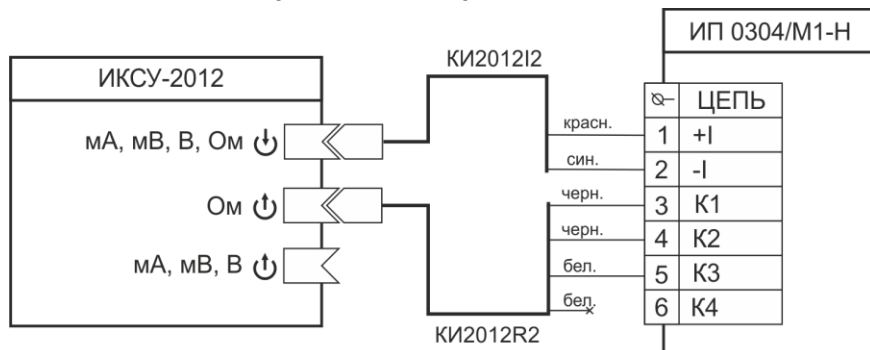 ИП 0304/М1-Н
КИ2012I2
ИКСУ-2012
ЦЕПЬ
мА, мВ, В, Ом
красн.
1 +I
син.
2 -I
Ом
черн.
3 К1
черн.
4 К2
мА, мВ, В
бел.
5 К3
бел.
6 К4
КИ2012R2